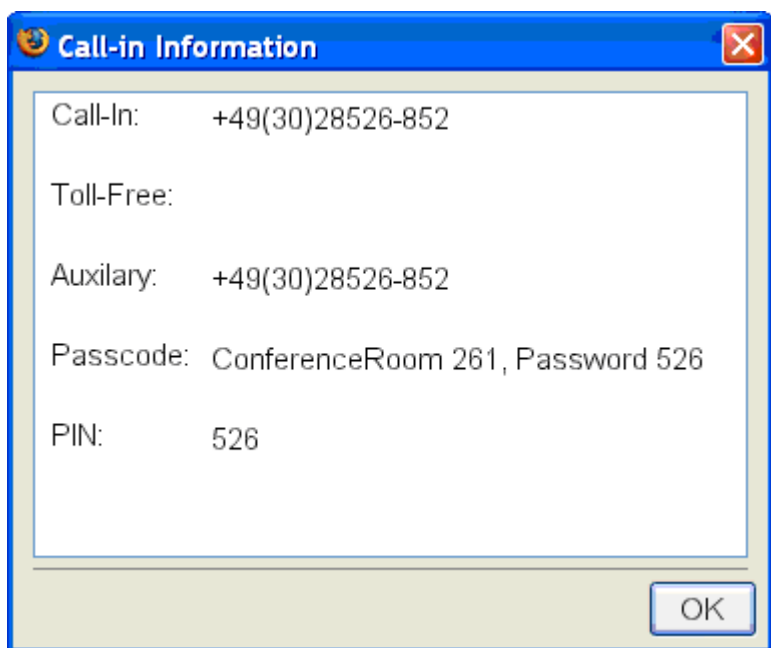 Call-in Information
Call-In: +49(30)28526-852
Toll-Free:
Auxilary: +49(30)28526-852
Passcode: ConferenceRoom 261, Password 526
PIN: 526
OK